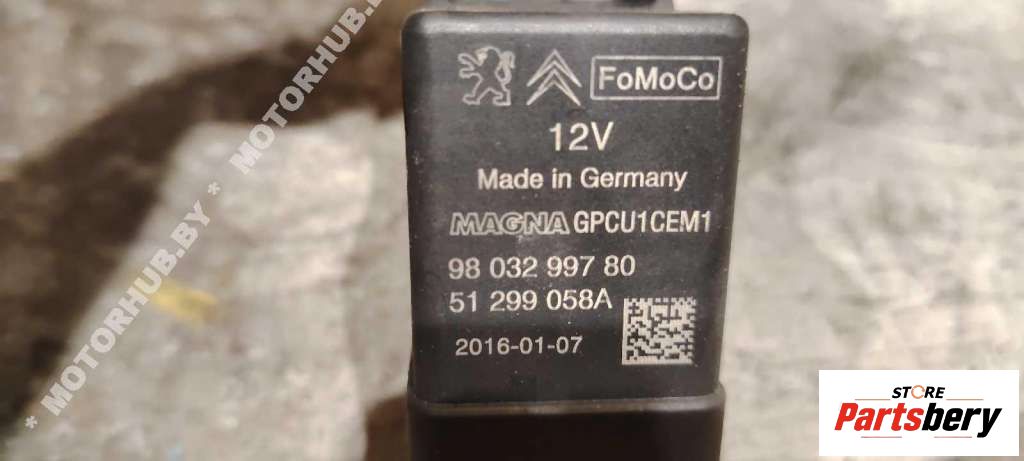 FoMoCo
12V
Made in Germany
MAGNA GPCU1CEM1
98 032 997 80
51 299 058A
2016-01-07
* MOTORHUB.BY * MOTORHUB.BY
STORE
Partsbery